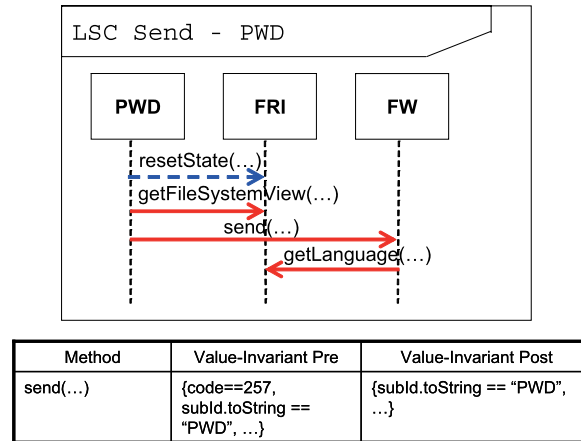 LSC Send - PWD
PWD FRI FW
resetState(…)
getFileSystemView(…)
send(…)
getLanguage(…)
Method Value-Invariant Pre Value-Invariant Post
send(…) {code==257, {subId.toString == “PWD”,
subId.toString == …}
“PWD”, …}